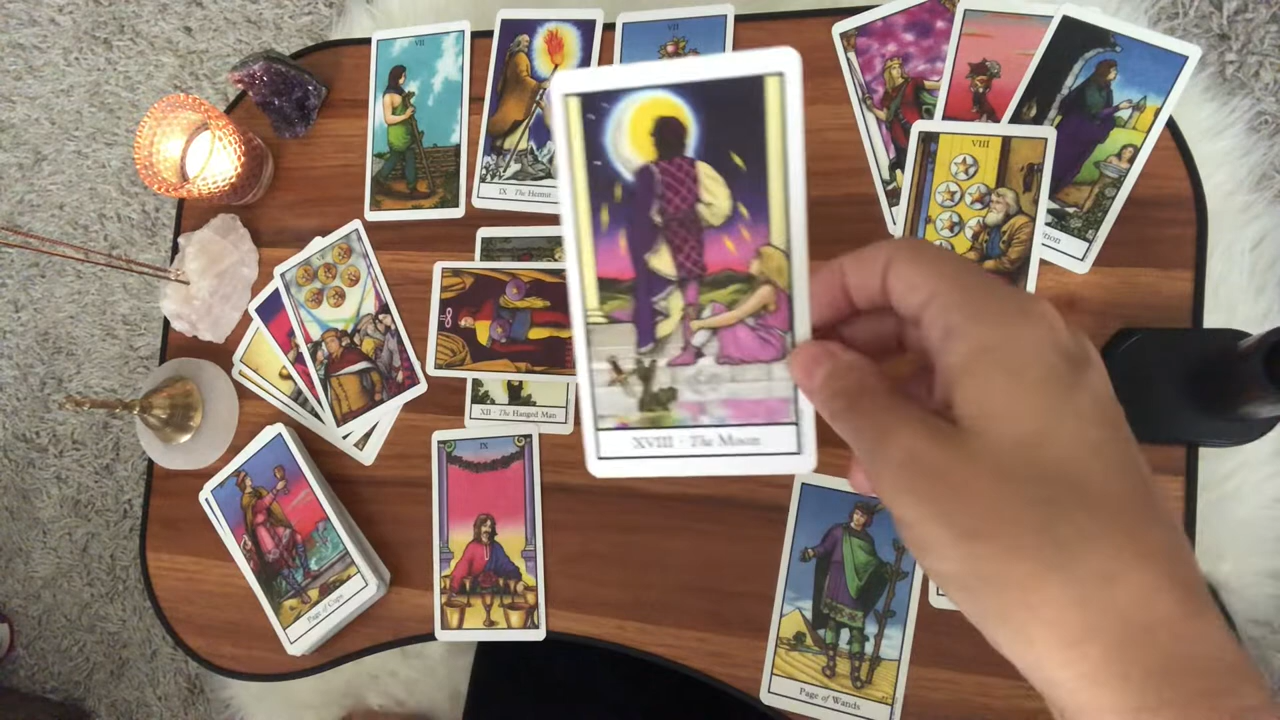 VII
VII
IX · The Hermit
VIII
XII · The Hanged Man
XVIII · The Moon
IX
Page of Cups
Page of Wands